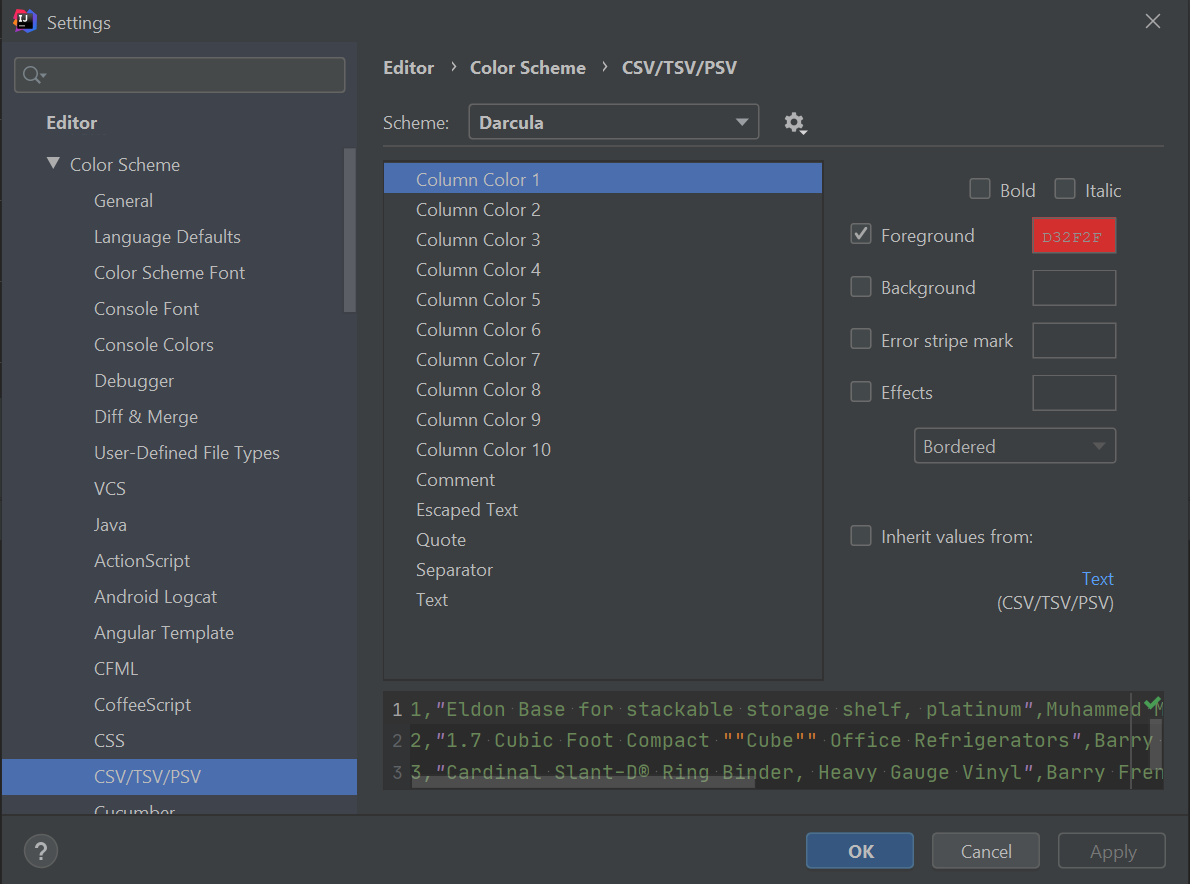 Settings
Editor › Color Scheme › CSV/TSV/PSV
Scheme: Darcula
Editor
Color Scheme
General
Language Defaults
Color Scheme Font
Console Font
Console Colors
Debugger
Diff & Merge
User-Defined File Types
VCS
Java
ActionScript
Android Logcat
Angular Template
CFML
CoffeeScript
CSS
CSV/TSV/PSV
Cucumber
Column Color 1
Column Color 2
Column Color 3
Column Color 4
Column Color 5
Column Color 6
Column Color 7
Column Color 8
Column Color 9
Column Color 10
Comment
Escaped Text
Quote
Separator
Text
Bold Italic
Foreground D32F2F
Background
Error stripe mark
Effects
Bordered
Inherit values from:
Text
(CSV/TSV/PSV)
1 1,"Eldon Base for stackable storage shelf, platinum",Muhammed M
2 2,"1.7 Cubic Foot Compact ""Cube"" Office Refrigerators",Barry
3 3,"Cardinal Slant-D® Ring Binder, Heavy Gauge Vinyl",Barry Fren
? OK Cancel Apply